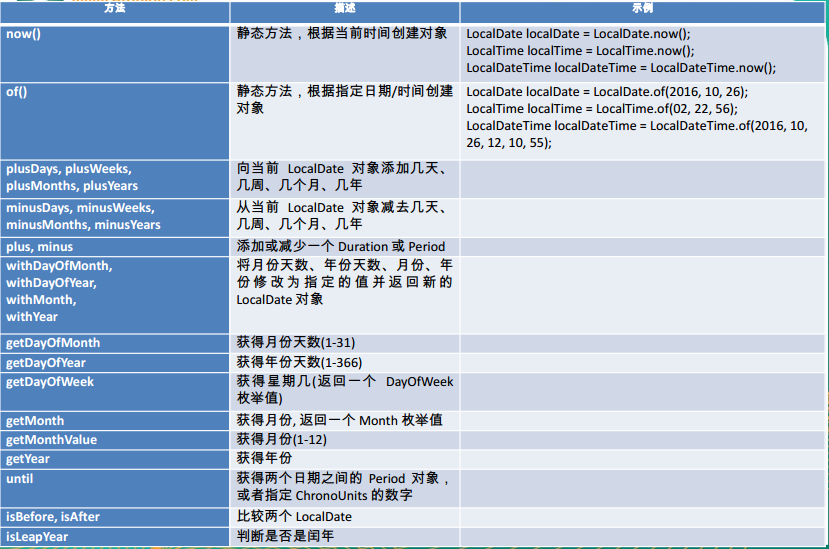 方法 描述 示例
now() 静态方法，根据当前时间创建对象 LocalDate localDate = LocalDate.now();
LocalTime localTime = LocalTime.now();
LocalDateTime localDateTime = LocalDateTime.now();
of() 静态方法，根据指定日期/时间创建 LocalDate localDate = LocalDate.of(2016, 10, 26);
对象 LocalTime localTime = LocalTime.of(02, 22, 56);
LocalDateTime localDateTime = LocalDateTime.of(2016, 10,
26, 12, 10, 55);
plusDays, plusWeeks, 向当前 LocalDate 对象添加几天、
plusMonths, plusYears 几周、几个月、几年
minusDays, minusWeeks, 从当前 LocalDate 对象减去几天、
minusMonths, minusYears 几周、几个月、几年
plus, minus 添加或减少一个 Duration 或 Period
withDayOfMonth, 将月份天数、年份天数、月份、年
withDayOfYear, 份修改为指定的值并返回新的
withMonth, LocalDate 对象
withYear
getDayOfMonth 获得月份天数(1-31)
getDayOfYear 获得年份天数(1-366)
getDayOfWeek 获得星期几(返回一个 DayOfWeek
枚举值)
getMonth 获得月份, 返回一个 Month 枚举值
getMonthValue 获得月份(1-12)
getYear 获得年份
until 获得两个日期之间的 Period 对象，
或者指定 ChronoUnits 的数字
isBefore, isAfter 比较两个 LocalDate
isLeapYear 判断是否是闰年